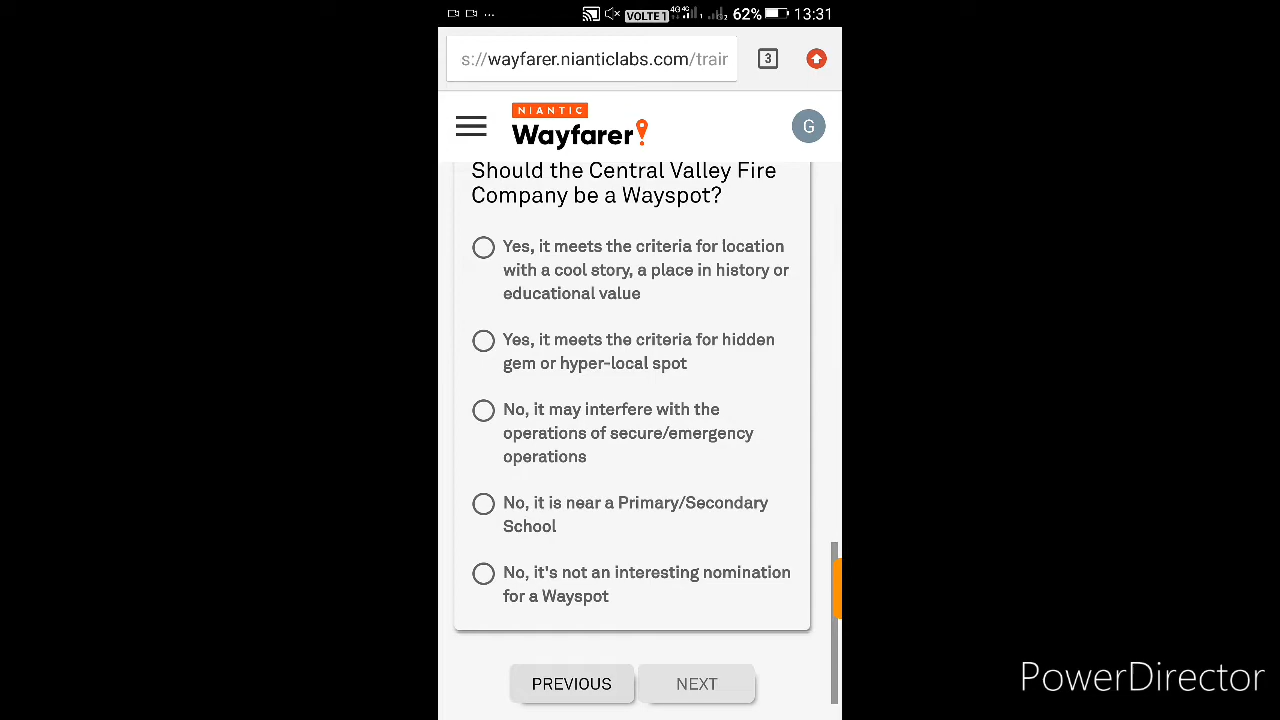 VOLTE 1 4G 4G 1 2 62% 13:31
s://wayfarer.nianticlabs.com/trair 3
NIANTIC
Wayfarer G
Should the Central Valley Fire
Company be a Wayspot?
Yes, it meets the criteria for location
with a cool story, a place in history or
educational value
Yes, it meets the criteria for hidden
gem or hyper-local spot
No, it may interfere with the
operations of secure/emergency
operations
No, it is near a Primary/Secondary
School
No, it's not an interesting nomination
for a Wayspot
PREVIOUS NEXT
PowerDirector